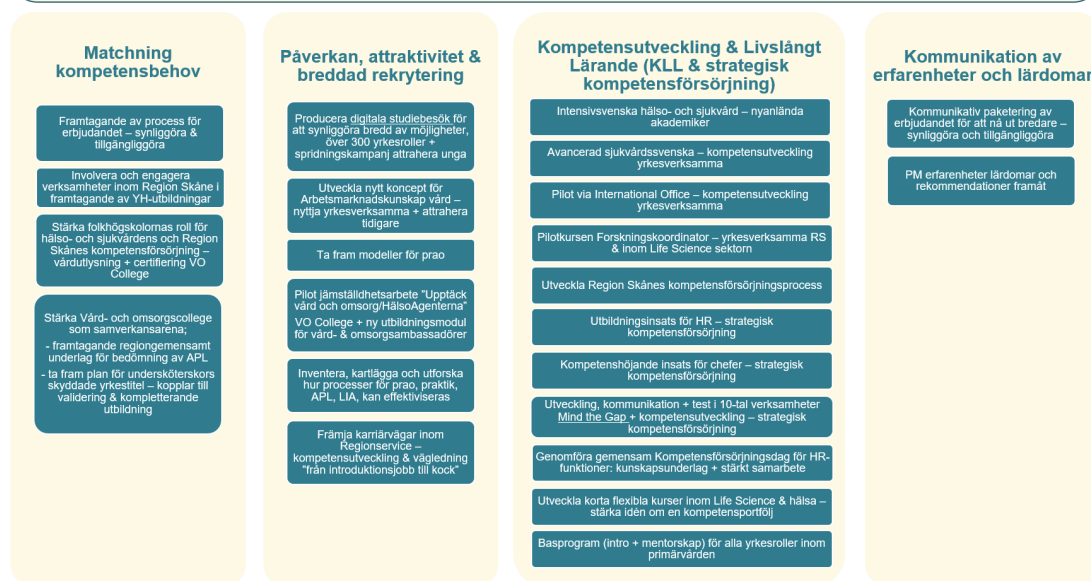 Matchning
kompetensbehov
Framtagande av process för
erbjudandet – synliggöra &
tillgängliggöra
Involvera och engagera
verksamheter inom Region Skåne i
framtagande av YH-utbildningar
Stärka folkhögskolornas roll för
hälso- och sjukvårdens och Region
Skånes kompetensförsörjning –
vårdutlysning + certifiering VO
College
Stärka Vård- och omsorgscollege
som samverkansarena;
- framtagande regiongemensamt
underlag för bedömning av APL
- ta fram plan för undersköterskors
skyddade yrkestitel – kopplar till
validering & kompletterande
utbildning
Påverkan, attraktivitet &
breddad rekrytering
Producera digitala studiebesök för
att synliggöra bredd av möjligheter,
över 300 yrkesroller +
spridningskampanj attrahera unga
Utveckla nytt koncept för
Arbetsmarknadskunskap vård –
nyttja yrkesverksamma + attrahera
tidigare
Ta fram modeller för prao
Pilot jämställdhetsarbete "Upptäck
vård och omsorg/HälsoAgenterna"
VO College + ny utbildningsmodul
för vård- & omsorgsambassadörer
Inventera, kartlägga och utforska
hur processer för prao, praktik,
APL, LIA, kan effektiviseras
Främja karriärvägar inom
Regionservice –
kompetensutveckling & vägledning
"från introduktionsjobb till kock"
Kompetensutveckling & Livslångt
Lärande (KLL & strategisk
kompetensförsörjning)
Intensivsvenska hälso- och sjukvård – nyanlända
akademiker
Avancerad sjukvårdssvenska – kompetensutveckling
yrkesverksamma
Pilot via International Office – kompetensutveckling
yrkesverksamma
Pilotkursen Forskningskoordinator – yrkesverksamma RS
& inom Life Science sektorn
Utveckla Region Skånes kompetensförsörjningsprocess
Utbildningsinsats för HR – strategisk
kompetensförsörjning
Kompetenshöjande insats för chefer – strategisk
kompetensförsörjning
Utveckling, kommunikation + test i 10-tal verksamheter
Mind the Gap + kompetensutveckling – strategisk
kompetensförsörjning
Genomföra gemensam Kompetensförsörjningsdag för HR-
funktioner: kunskapsunderlag + stärkt samarbete
Utveckla korta flexibla kurser inom Life Science & hälsa –
stärka idén om en kompetensportfölj
Basprogram (intro + mentorskap) för alla yrkesroller inom
primärvården
Kommunikation av
erfarenheter och lärdomar
Kommunikativ paketering av
erbjudandet för att nå ut bredare –
synliggöra och tillgängliggöra
PM erfarenheter lärdomar och
rekommendationer framåt